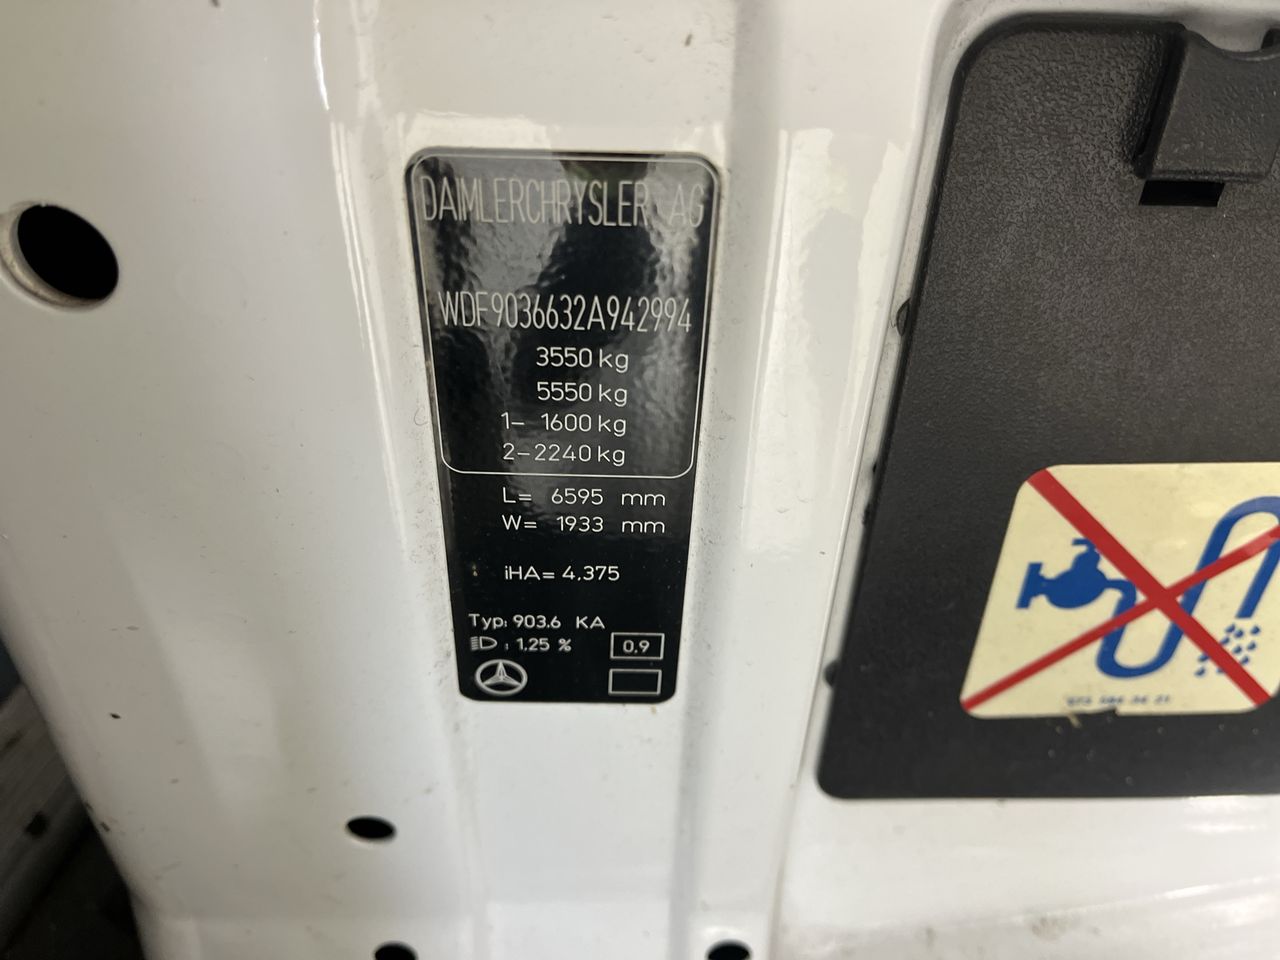 DAIMLERCHRYSLER AG
WDF9036632A942994
3550 kg
5550 kg
1- 1600 kg
2-2240 kg
L= 6595 mm
W= 1933 mm
iHA= 4.375
Typ: 903.6 KA
: 1.25 %
0.9